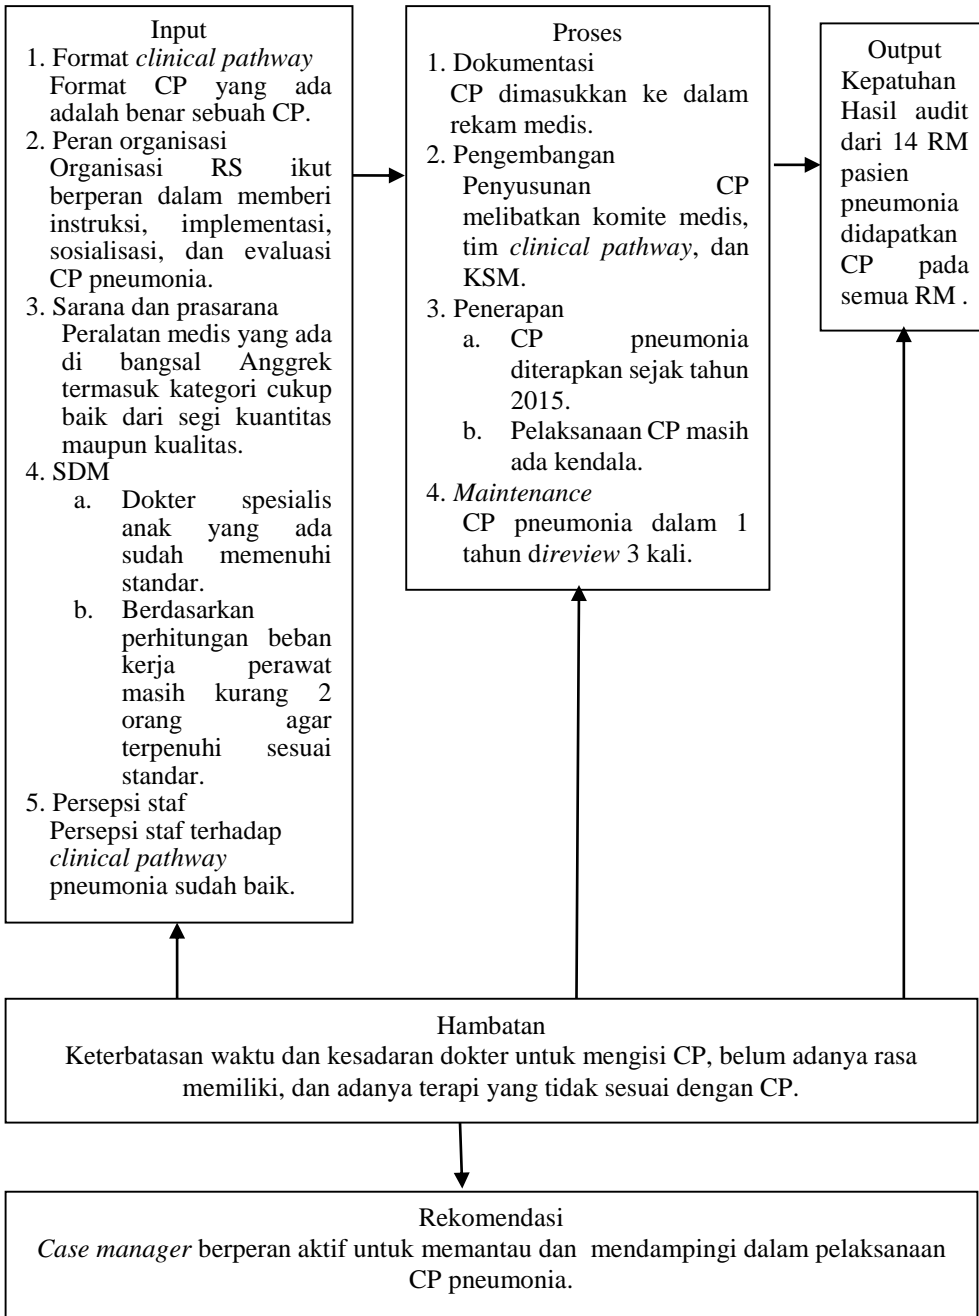 Input
1. Format clinical pathway
Format CP yang ada
adalah benar sebuah CP.
2. Peran organisasi
Organisasi RS ikut
berperan dalam memberi
instruksi, implementasi,
sosialisasi, dan evaluasi
CP pneumonia.
3. Sarana dan prasarana
Peralatan medis yang ada
di bangsal Anggrek
termasuk kategori cukup
baik dari segi kuantitas
maupun kualitas.
4. SDM
a. Dokter spesialis
anak yang ada
sudah memenuhi
standar.
b. Berdasarkan
perhitungan beban
kerja perawat
masih kurang 2
orang agar
terpenuhi sesuai
standar.
5. Persepsi staf
Persepsi staf terhadap
clinical pathway
pneumonia sudah baik.
Proses
1. Dokumentasi
CP dimasukkan ke dalam
rekam medis.
2. Pengembangan
Penyusunan CP
melibatkan komite medis,
tim clinical pathway, dan
KSM.
3. Penerapan
a. CP pneumonia
diterapkan sejak tahun
2015.
b. Pelaksanaan CP masih
ada kendala.
4. Maintenance
CP pneumonia dalam 1
tahun direview 3 kali.
Output
Kepatuhan
Hasil audit
dari 14 RM
pasien
pneumonia
didapatkan
CP pada
semua RM .
Hambatan
Keterbatasan waktu dan kesadaran dokter untuk mengisi CP, belum adanya rasa
memiliki, dan adanya terapi yang tidak sesuai dengan CP.
Rekomendasi
Case manager berperan aktif untuk memantau dan mendampingi dalam pelaksanaan
CP pneumonia.